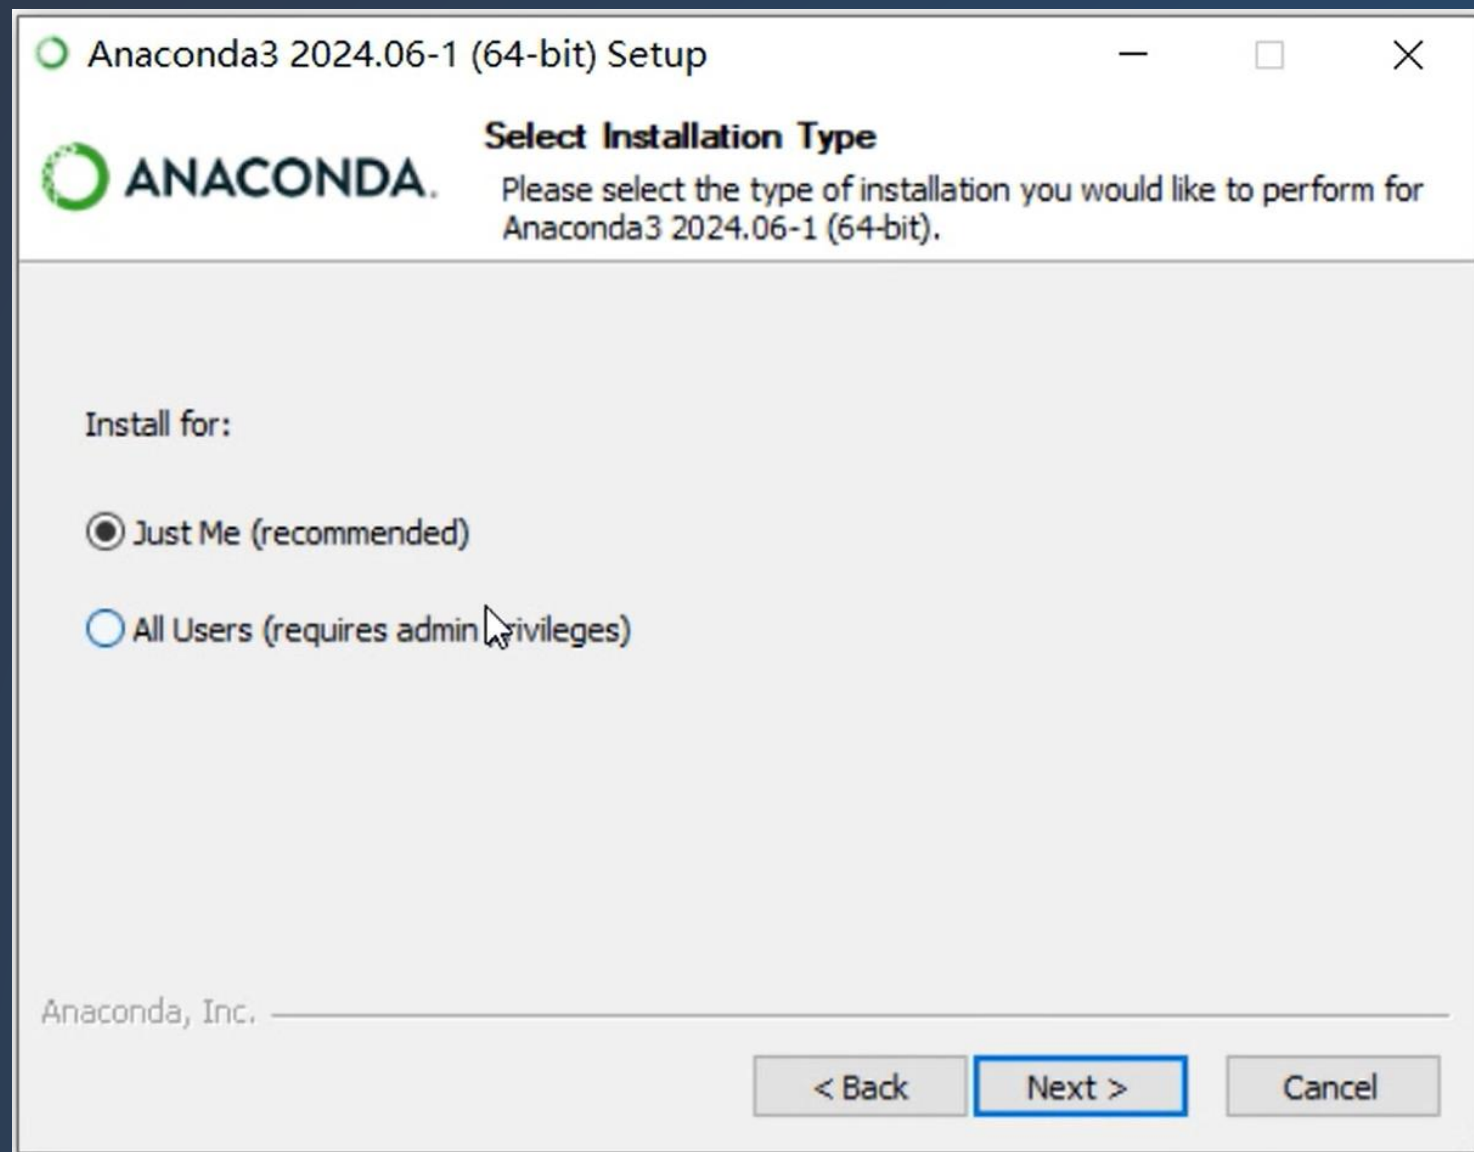 Anaconda3 2024.06-1 (64-bit) Setup
ANACONDA.
Select Installation Type
Please select the type of installation you would like to perform for
Anaconda3 2024.06-1 (64-bit).
Install for:
Just Me (recommended)
All Users (requires admin rivileges)
Anaconda, Inc.
< Back
Next >
Cancel